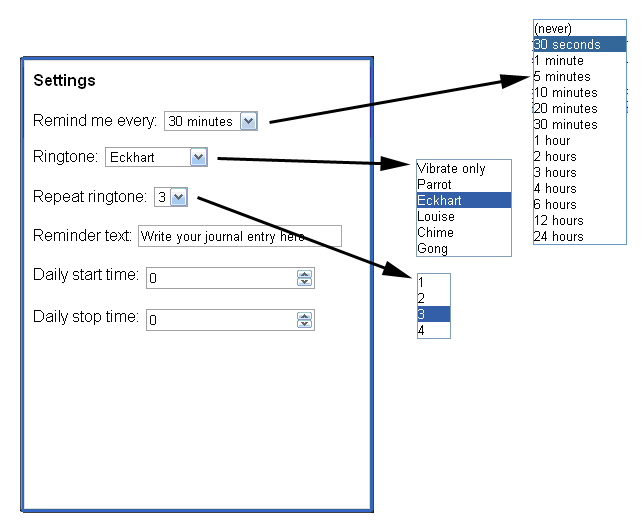 Settings
Remind me every: 30 minutes
Ringtone: Eckhart
Repeat ringtone: 3
Reminder text: Write your journal entry here
Daily start time: 0
Daily stop time: 0
(never)
30 seconds
1 minute
5 minutes
10 minutes
20 minutes
30 minutes
1 hour
2 hours
3 hours
4 hours
6 hours
12 hours
24 hours
Vibrate only
Parrot
Eckhart
Louise
Chime
Gong
1
2
3
4